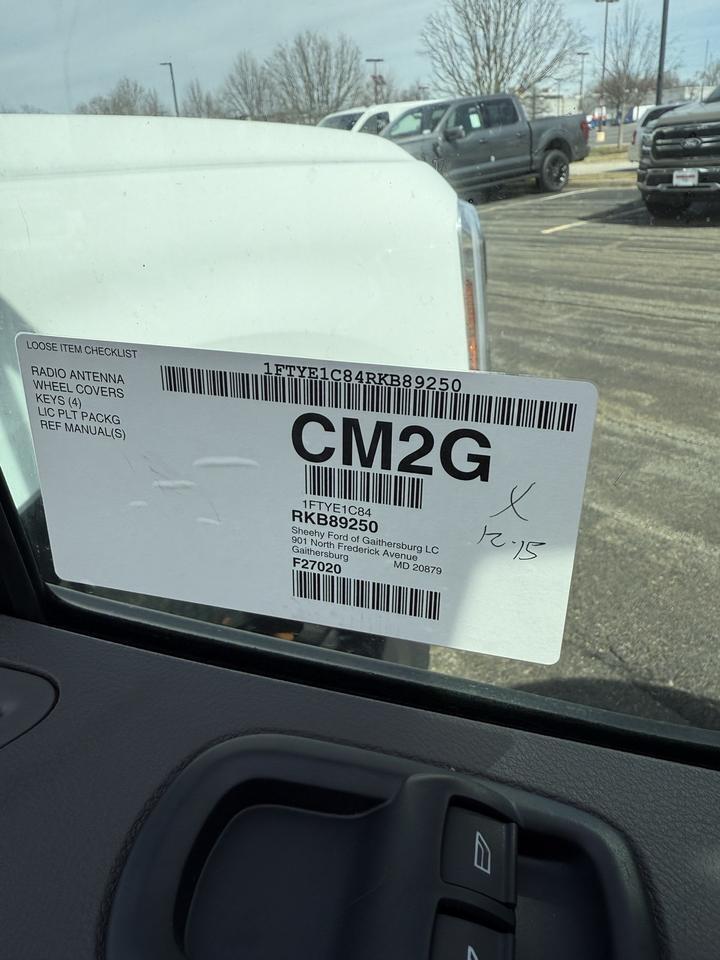 LOOSE ITEM CHECKLIST
RADIO ANTENNA
WHEEL COVERS
KEYS (4)
LIC PLT PACKG
REF MANUAL(S)
1FTYE1C84RKB89250
CM2G
1FTYE1C84
RKB89250
Sheehy Ford of Gaithersburg LC
901 North Frederick Avenue
Gaithersburg MD 20879
F27020
X
12-15
Ford